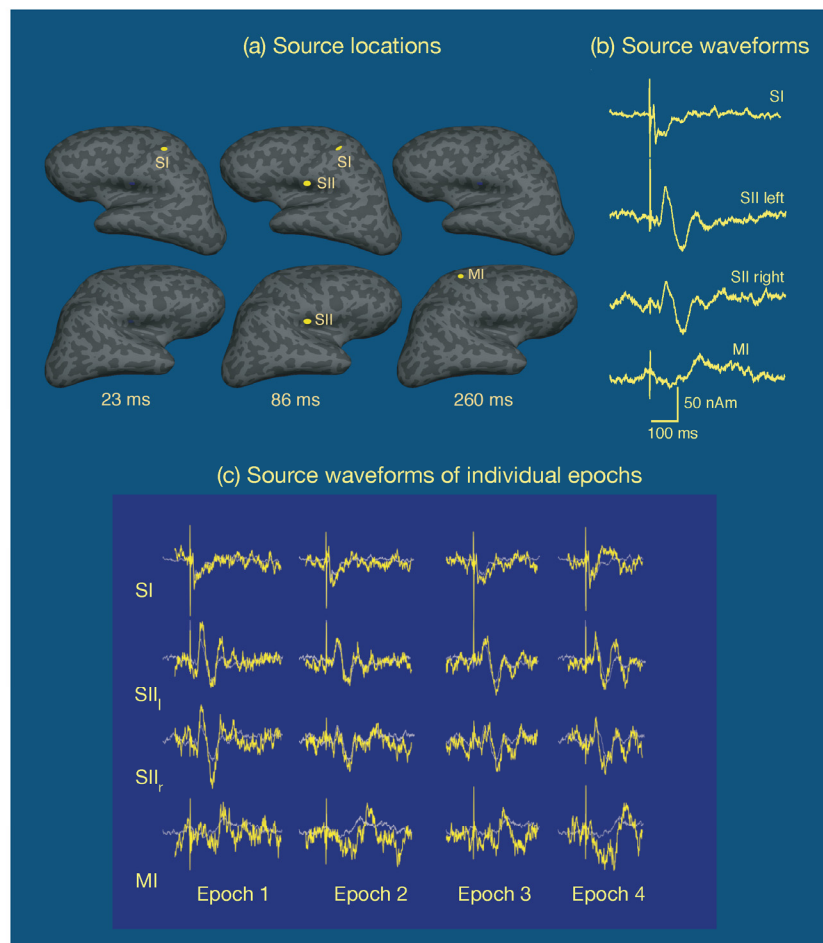 (a) Source locations
(b) Source waveforms
SI
SI
SII
SI
SII left
MI
SII
SII right
MI
23 ms
86 ms
260 ms
50 nAm
100 ms
(c) Source waveforms of individual epochs
SI
SIIl
SIIr
MI
Epoch 1
Epoch 2
Epoch 3
Epoch 4